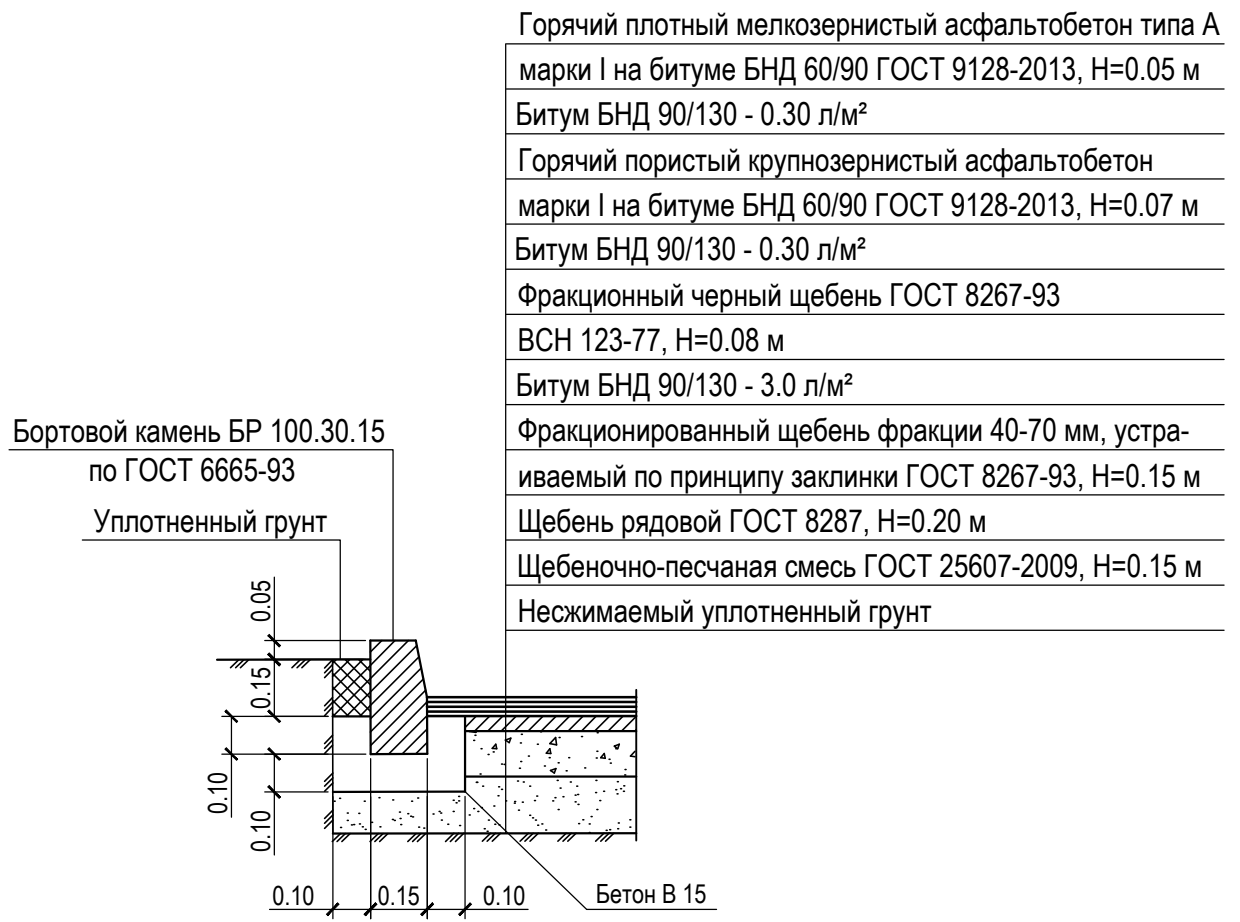 Горячий плотный мелкозернистый асфальтобетон типа А
марки I на битуме БНД 60/90 ГОСТ 9128-2013, Н=0.05 м
Битум БНД 90/130 - 0.30 л/м²
Горячий пористый крупнозернистый асфальтобетон
марки I на битуме БНД 60/90 ГОСТ 9128-2013, Н=0.07 м
Битум БНД 90/130 - 0.30 л/м²
Фракционный черный щебень ГОСТ 8267-93
ВСН 123-77, Н=0.08 м
Битум БНД 90/130 - 3.0 л/м²
Фракционированный щебень фракции 40-70 мм, устра-
иваемый по принципу заклинки ГОСТ 8267-93, Н=0.15 м
Щебень рядовой ГОСТ 8287, Н=0.20 м
Щебеночно-песчаная смесь ГОСТ 25607-2009, Н=0.15 м
Несжимаемый уплотненный грунт
Бортовой камень БР 100.30.15
по ГОСТ 6665-93
Уплотненный грунт
0.05
0.15
0.10
0.10
0.10
0.15
0.10
Бетон В 15